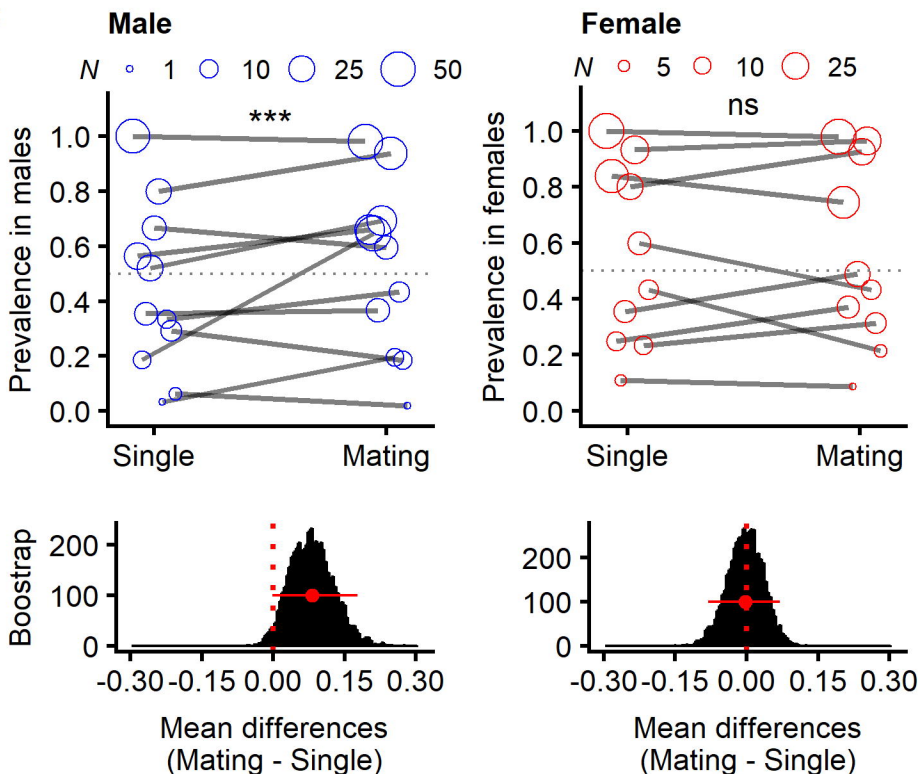 Male
N 1 10 25 50
***
Prevalence in males
1.0
0.8
0.6
0.4
0.2
0.0
Single Mating
Female
N 5 10 25
ns
Prevalence in females
1.0
0.8
0.6
0.4
0.2
0.0
Single Mating
Boostrap
200
100
0
-0.30 -0.15 0.00 0.15 0.30
Mean differences
(Mating - Single)
200
100
0
-0.30 -0.15 0.00 0.15 0.30
Mean differences
(Mating - Single)